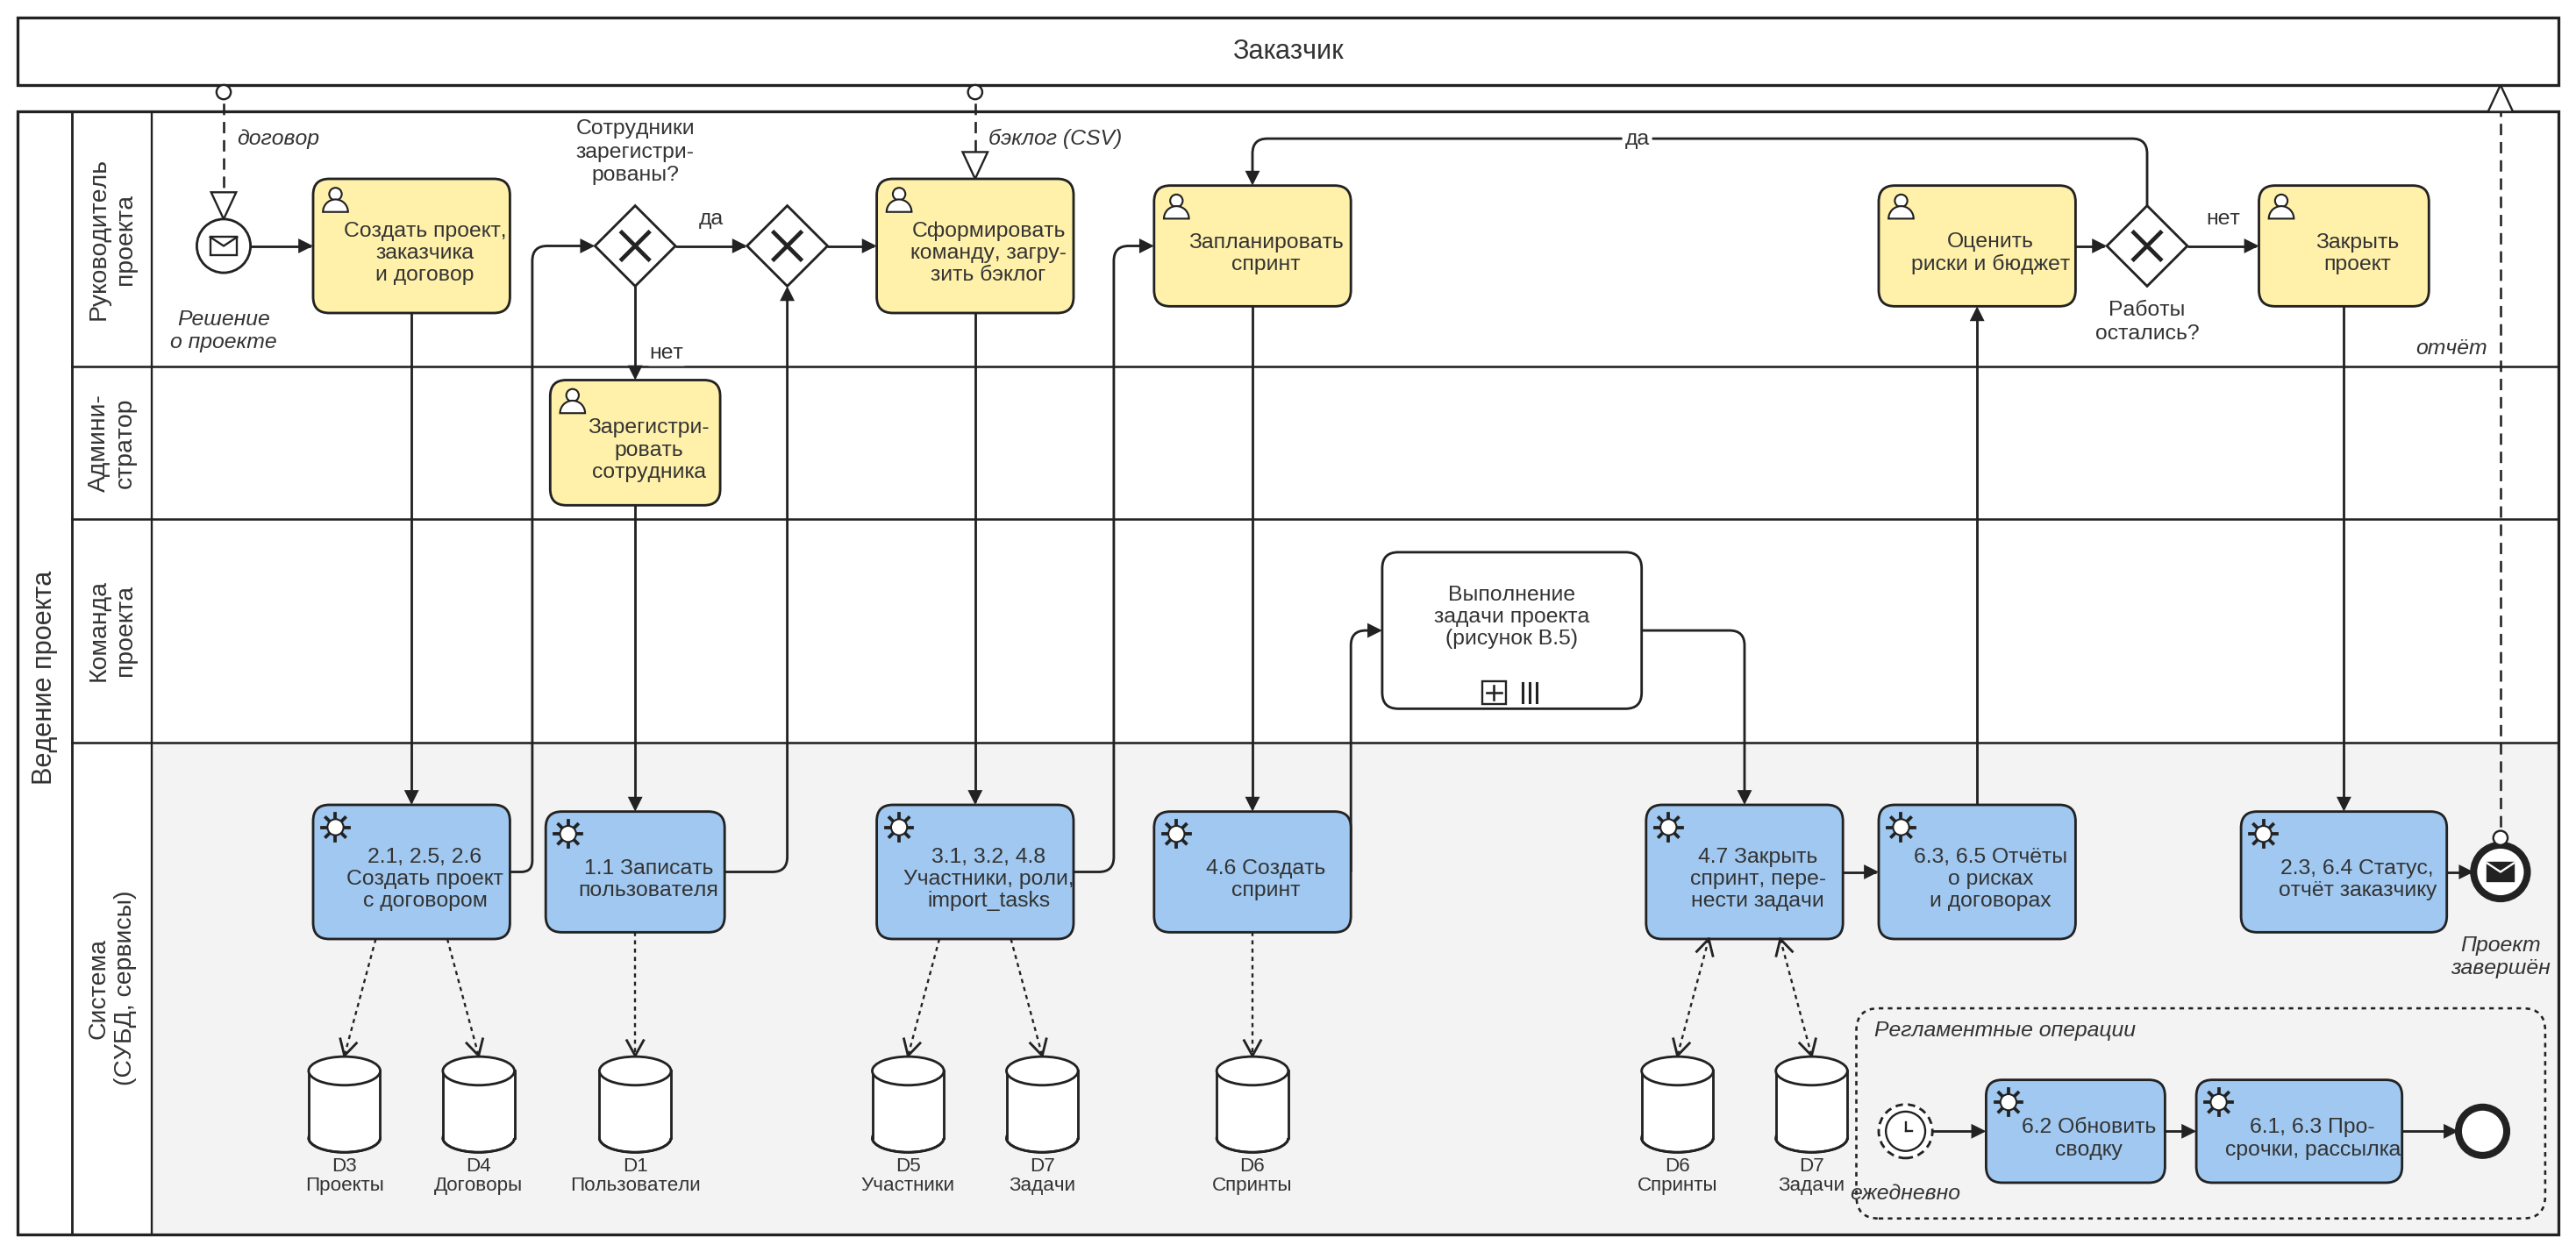 Заказчик
договор
Сотрудники
зарегистри-
рованы?
бэклог (CSV)
да
Ведение проекта
Руководитель
проекта
Решение
о проекте
Создать проект,
заказчика
и договор
да
нет
Сформировать
команду, загру-
зить бэклог
Запланировать
спринт
Оценить
риски и бюджет
Работы
остались?
нет
Закрыть
проект
отчёт
Админи-
стратор
Зарегистри-
ровать
сотрудника
Команда
проекта
Выполнение
задачи проекта
(рисунок В.5)
Система
(СУБД, сервисы)
2.1, 2.5, 2.6
Создать проект
с договором
1.1 Записать
пользователя
3.1, 3.2, 4.8
Участники, роли,
import_tasks
4.6 Создать
спринт
4.7 Закрыть
спринт, пере-
нести задачи
6.3, 6.5 Отчёты
о рисках
и договорах
2.3, 6.4 Статус,
отчёт заказчику
Проект
завершён
D3
Проекты
D4
Договоры
D1
Пользователи
D5
Участники
D7
Задачи
D6
Спринты
D6
Спринты
D7
Задачи
Регламентные операции
ежедневно
6.2 Обновить
сводку
6.1, 6.3 Про-
срочки, рассылка